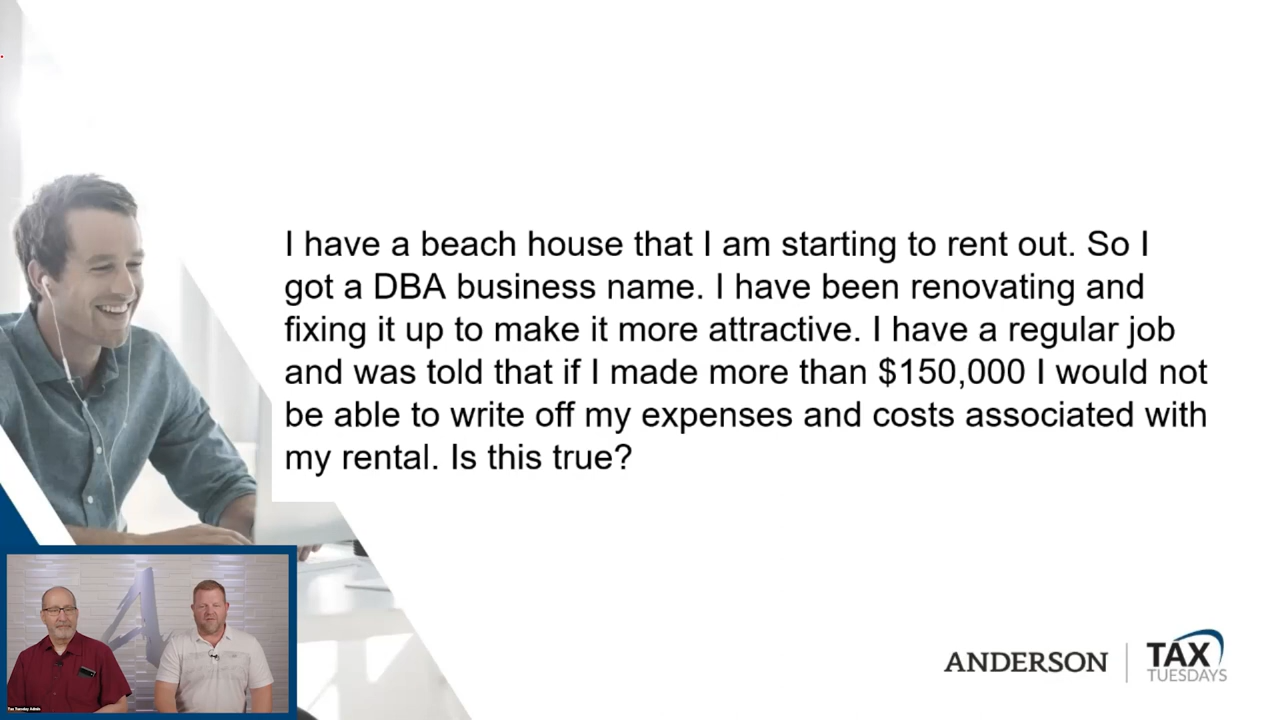 I have a beach house that I am starting to rent out. So I
got a DBA business name. I have been renovating and
fixing it up to make it more attractive. I have a regular job
and was told that if I made more than $150,000 I would not
be able to write off my expenses and costs associated with
my rental. Is this true?
ANDERSON
TAX
TUESDAYS
Tax Tuesday Admin